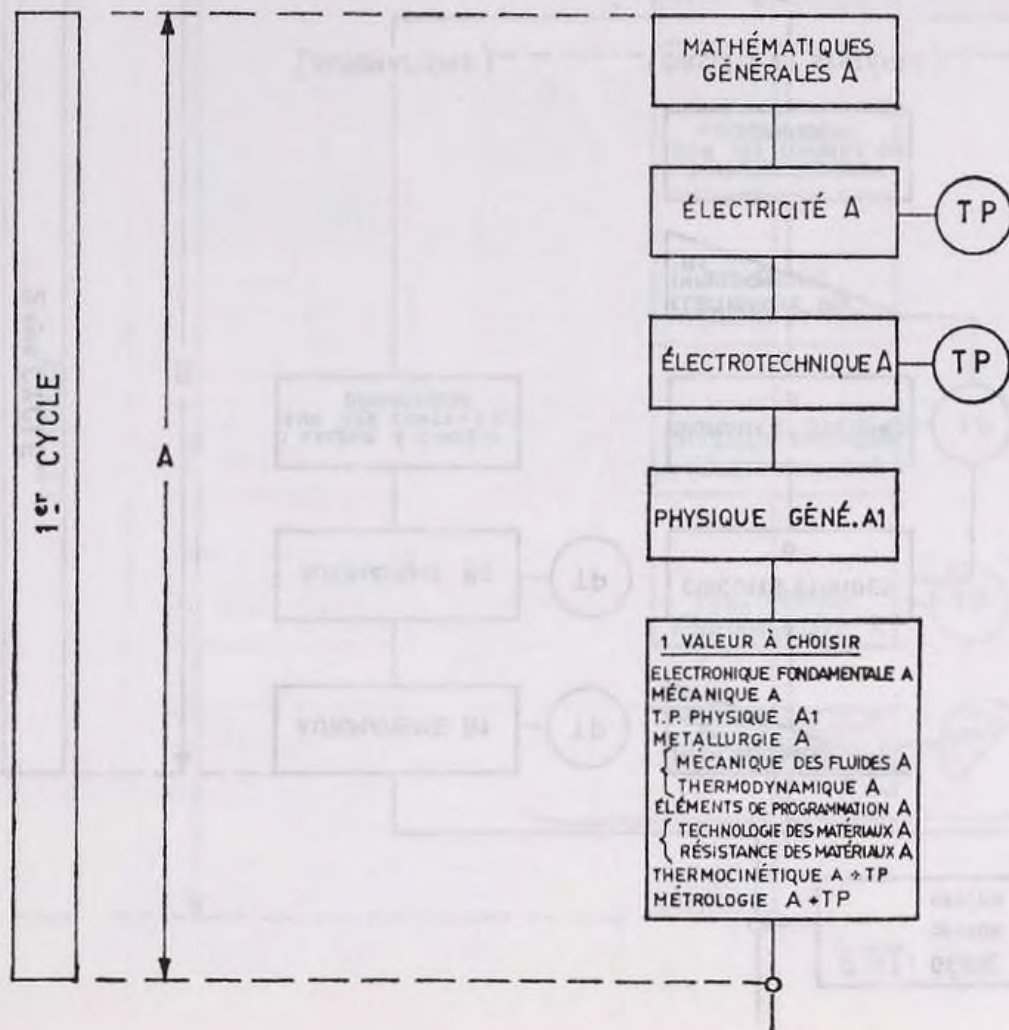 1er CYCLE
A
MATHÉMATIQUES
GÉNÉRALES A
ÉLECTRICITÉ A
TP
ÉLECTROTECHNIQUE A
TP
PHYSIQUE GÉNÉ. A1
1 VALEUR À CHOISIR
ELECTRONIQUE FONDAMENTALE A
MÉCANIQUE A
T.P. PHYSIQUE A1
METALLURGIE A
MÉCANIQUE DES FLUIDES A
THERMODYNAMIQUE A
ÉLÉMENTS DE PROGRAMMATION A
TECHNOLOGIE DES MATÉRIAUX A
RÉSISTANCE DES MATÉRIAUX A
THERMOCINÉTIQUE A + TP
MÉTROLOGIE A + TP